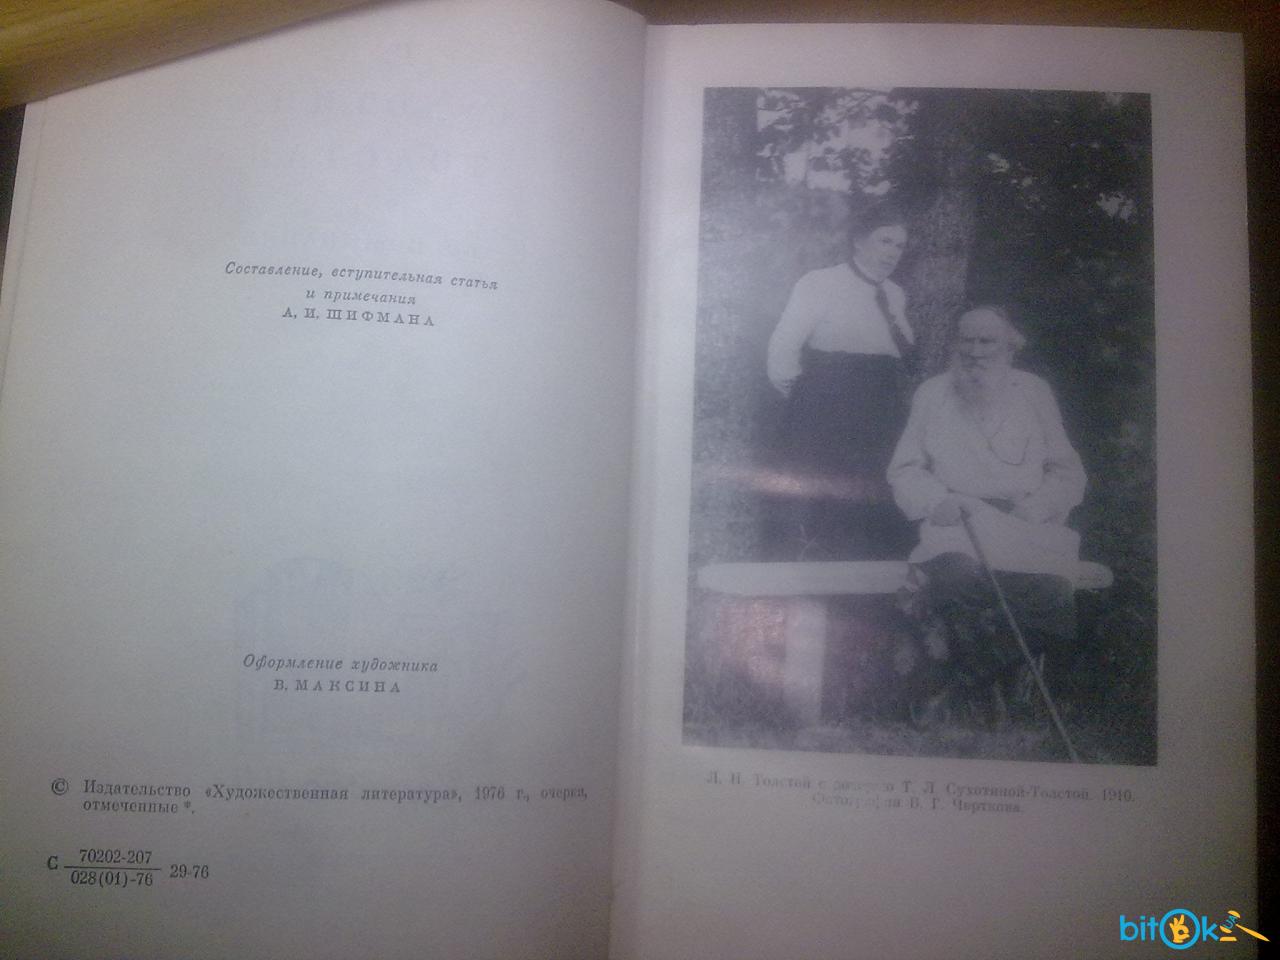 Составление, вступительная статья
и примечания
А. И. ШИФМАНА
Оформление художника
В. МАКСИНА
© Издательство «Художественная литература», 1976 г., очерки,
отмеченные *.
С 70202-207
028(01)-76 29-76
Л. Н. Толстой с дочерью Т. Л. Сухотиной-Толстой. 1910.
Фотография В. Г. Черткова.
bitOk.UA